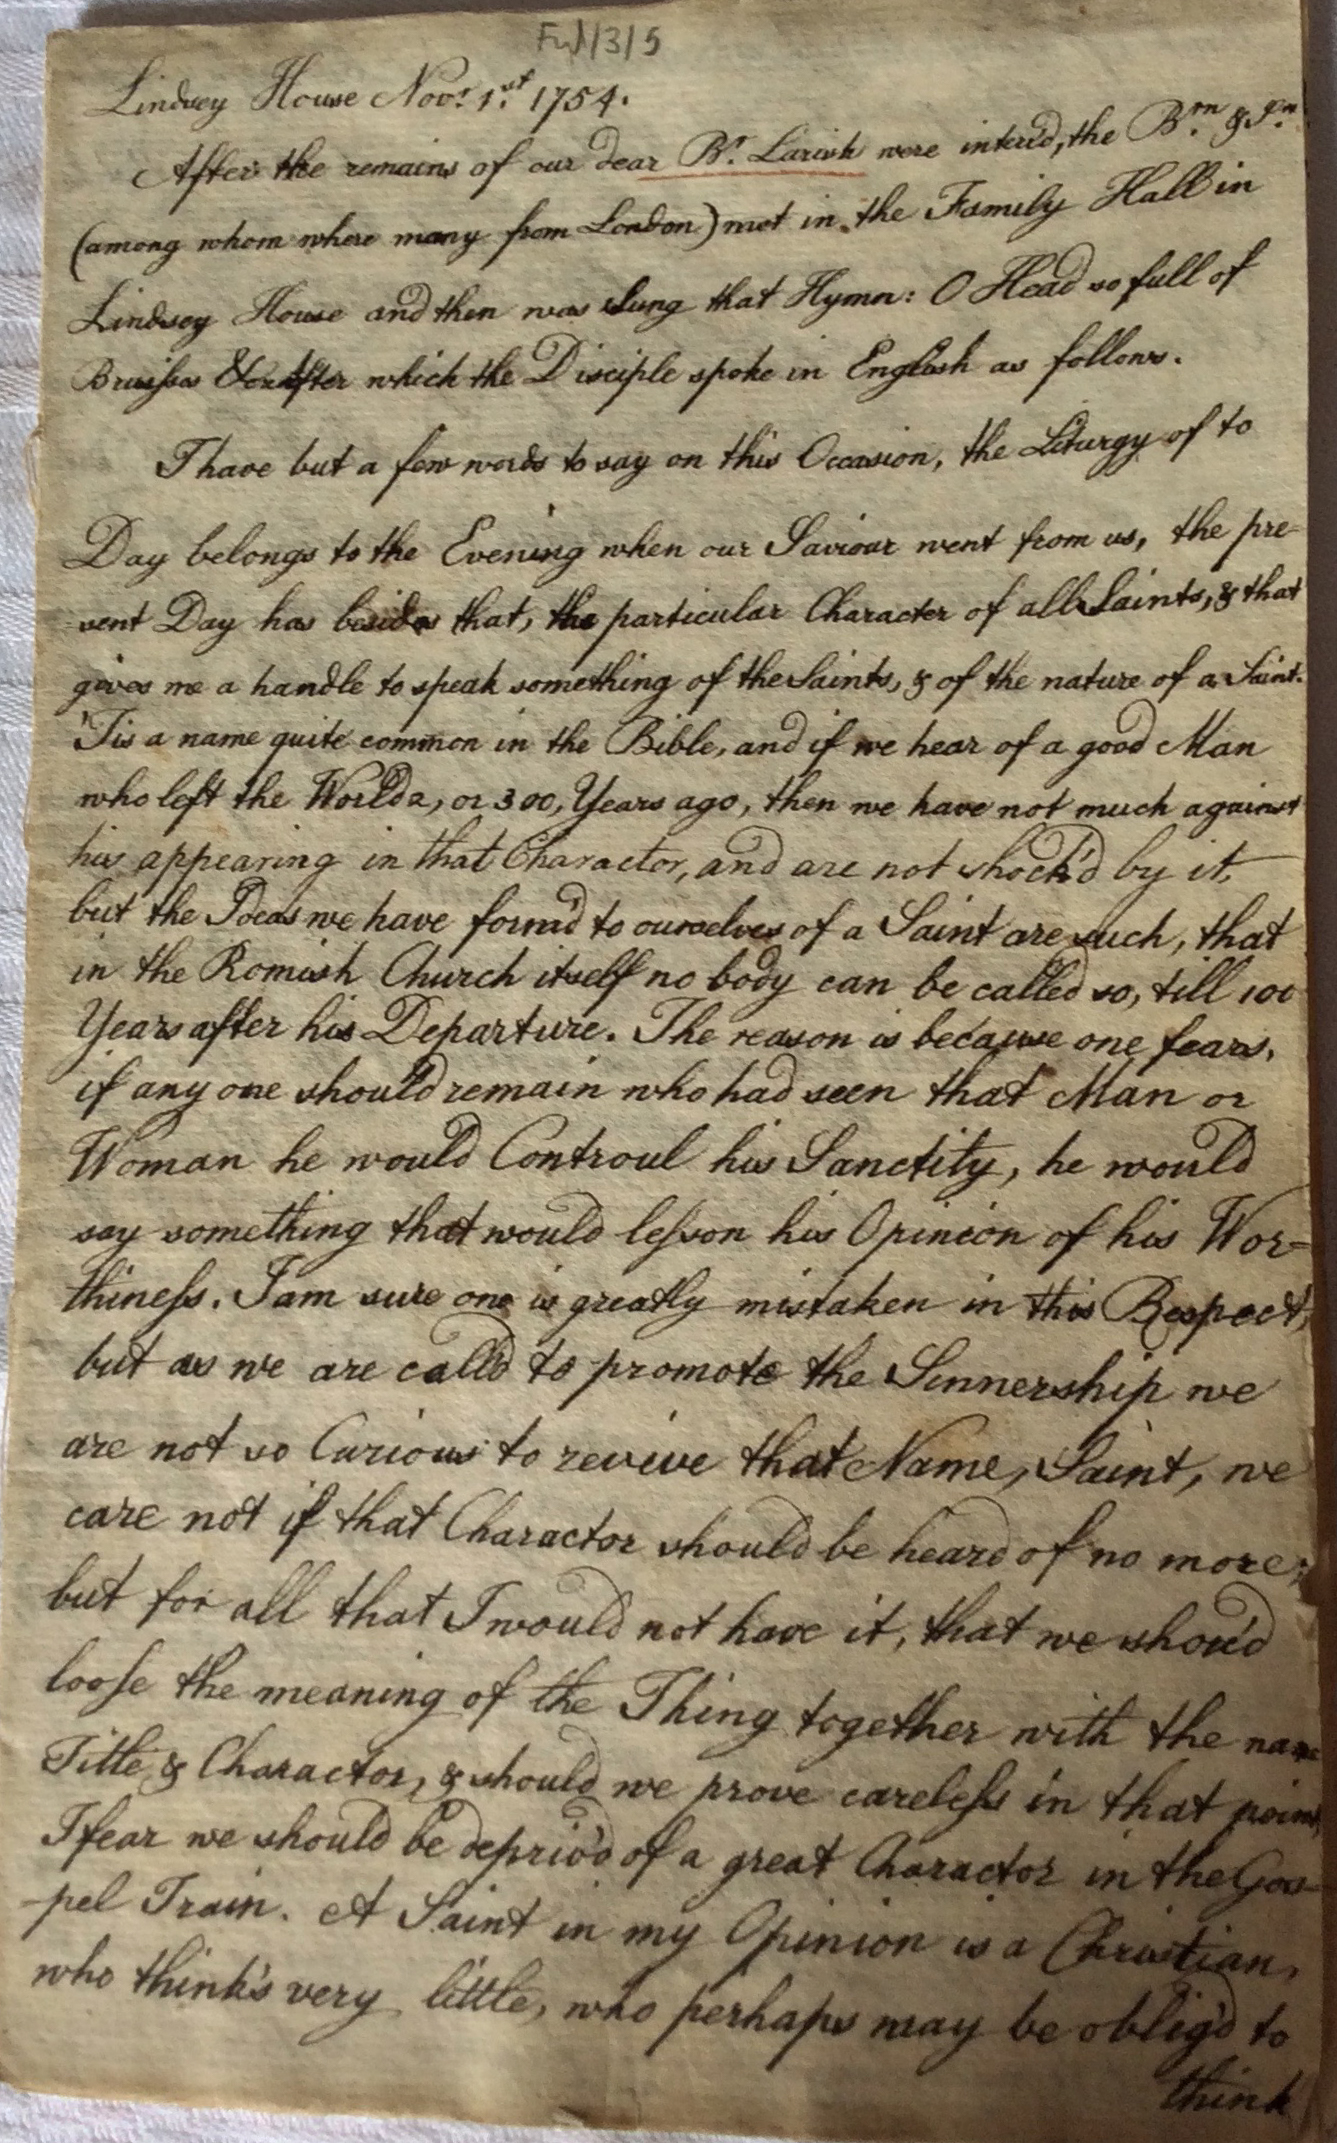 Ful/3/5
Lindsey House Novr. 1.st 1754.
After the remains of our dear Br. Larish were interd, the Brn & Srs
(among whom where many from London) met in the Family Hall in
Lindsey House and then was Sung that Hymn: O Head so full of
Bruises &c After which the Disciple spoke in English as follows.
I have but a few words to say on this Occasion, the Liturgy of to
Day belongs to the Evening when our Saviour went from us, the pre=
sent Day has besides that, the particular Character of all Saints, & that
gives me a handle to speak something of the Saints, & of the nature of a Saint.
'Tis a name quite common in the Bible, and if we hear of a good Man
who left the World 2, or 300, Years ago, then we have not much against
his appearing in that Character, and are not shock'd by it,
but the Ideas we have form'd to ourselves of a Saint are such, that
in the Romish Church itself no body can be called so, till 100
Years after his Departure. The reason is because one fears,
if any one should remain who had seen that Man or
Woman he would Controul his Sanctity, he would
say something that would lesson his Opinion of his Wor=
thiness. I am sure one is greatly mistaken in this Respect,
but as we are call'd to promote the Sinnership we
are not so Curious to revive that Name, Saint, we
care not if that Charactor should be heard of no more;
but for all that I would not have it, that we shou'd
loose the meaning of the Thing together with the name
Title & Charactor, & should we prove careless in that point,
I fear we should be depriv'd of a great Charactor in the Gos=
-pel Train. A Saint in my Opinion is a Christian,
who think's very little, who perhaps may be oblig'd to
think